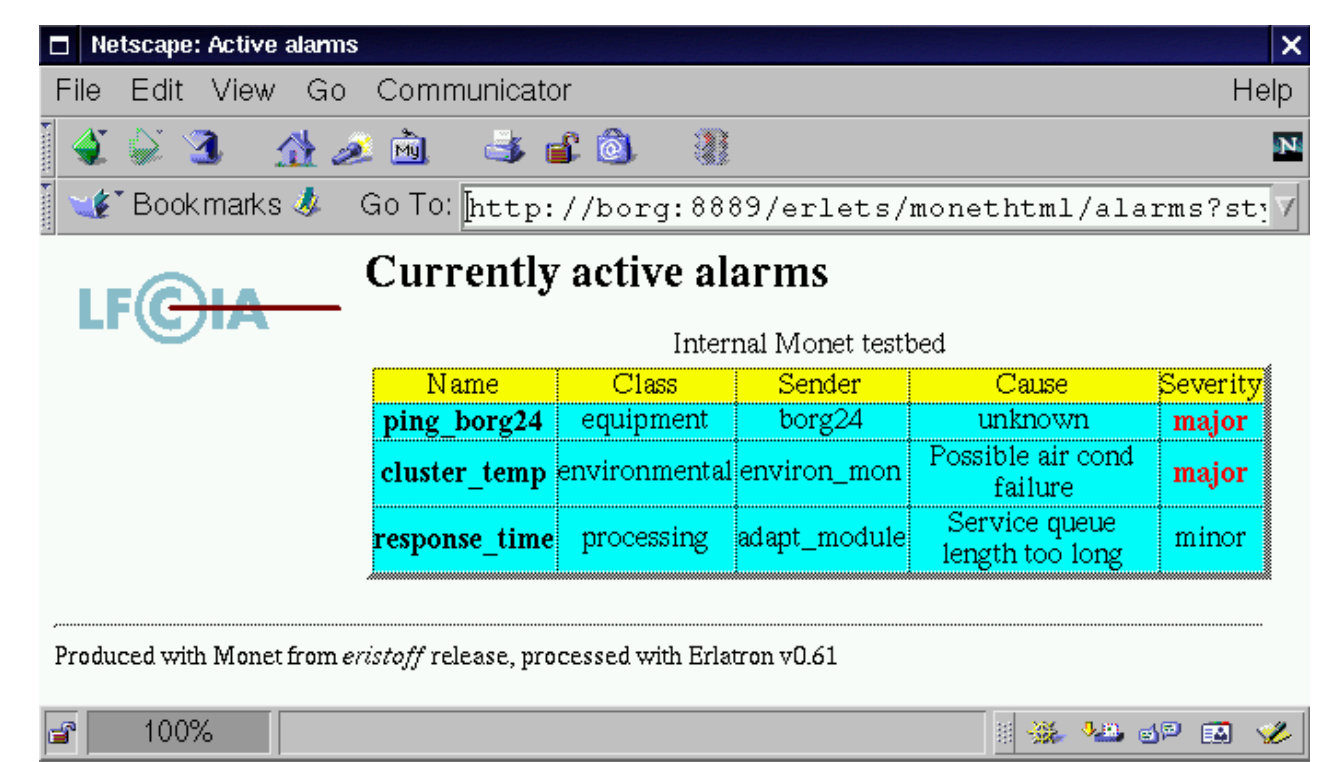 Netscape: Active alarms
File Edit View Go Communicator Help
My N
Bookmarks Go To: http://borg:8889/erlets/monethtml/alarms?sty
LFCIA
Currently active alarms
Internal Monet testbed
Name Class Sender Cause Severity
ping_borg24 equipment borg24 unknown major
cluster_temp environmental environ_mon Possible air cond
failure major
response_time processing adapt_module Service queue
length too long minor
Produced with Monet from eristoff release, processed with Erlatron v0.61
100%